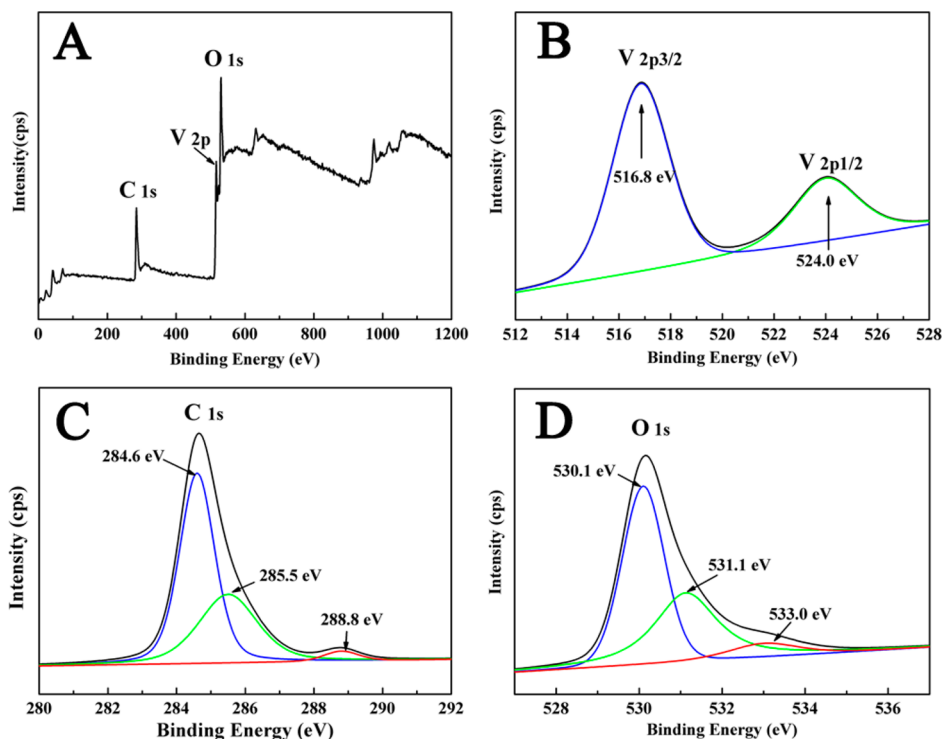 A
O 1s
V 2p
C 1s
Intensity(cps)
0 200 400 600 800 1000 1200
Binding Energy (eV)
B
V 2p3/2
V 2p1/2
516.8 eV
524.0 eV
Intensity (cps)
512 514 516 518 520 522 524 526 528
Binding Energy (eV)
C
C 1s
284.6 eV
285.5 eV
288.8 eV
Intensity (cps)
280 282 284 286 288 290 292
Binding Energy (eV)
D
O 1s
530.1 eV
531.1 eV
533.0 eV
Intensity (cps)
528 530 532 534 536
Binding Energy (eV)